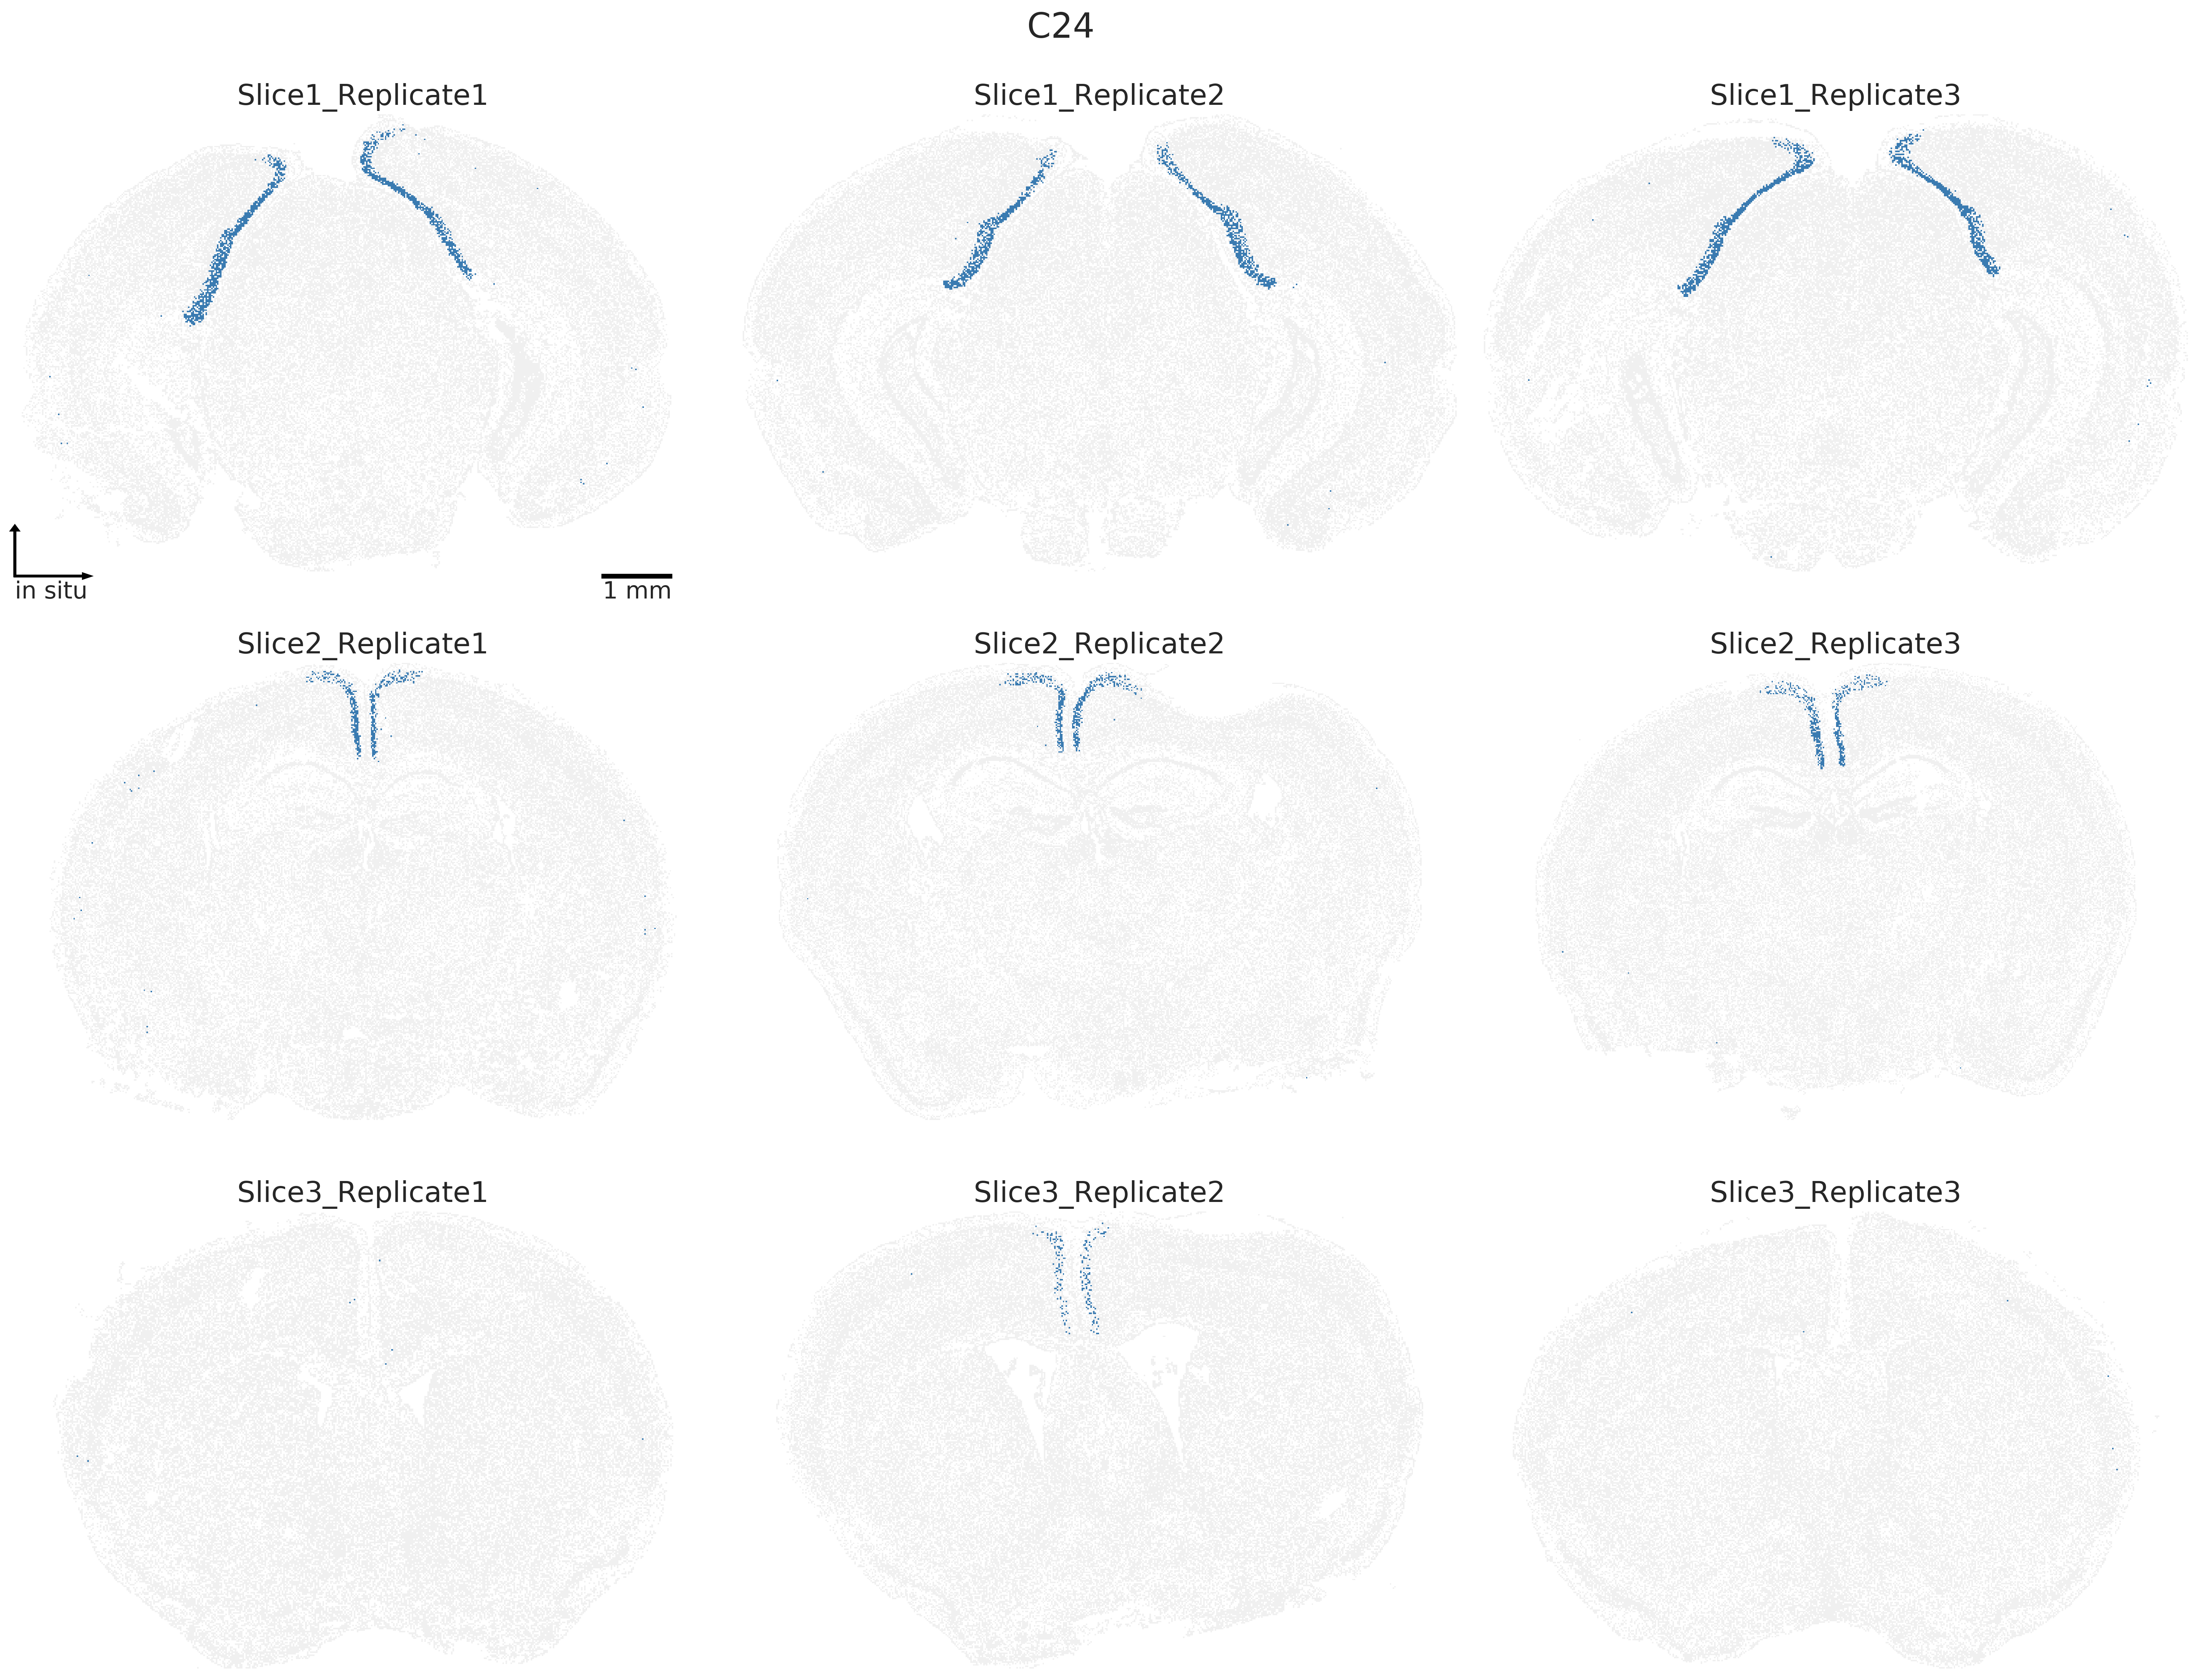 C24
Slice1_Replicate1
Slice1_Replicate2
Slice1_Replicate3
in situ
1 mm
Slice2_Replicate1
Slice2_Replicate2
Slice2_Replicate3
Slice3_Replicate1
Slice3_Replicate2
Slice3_Replicate3